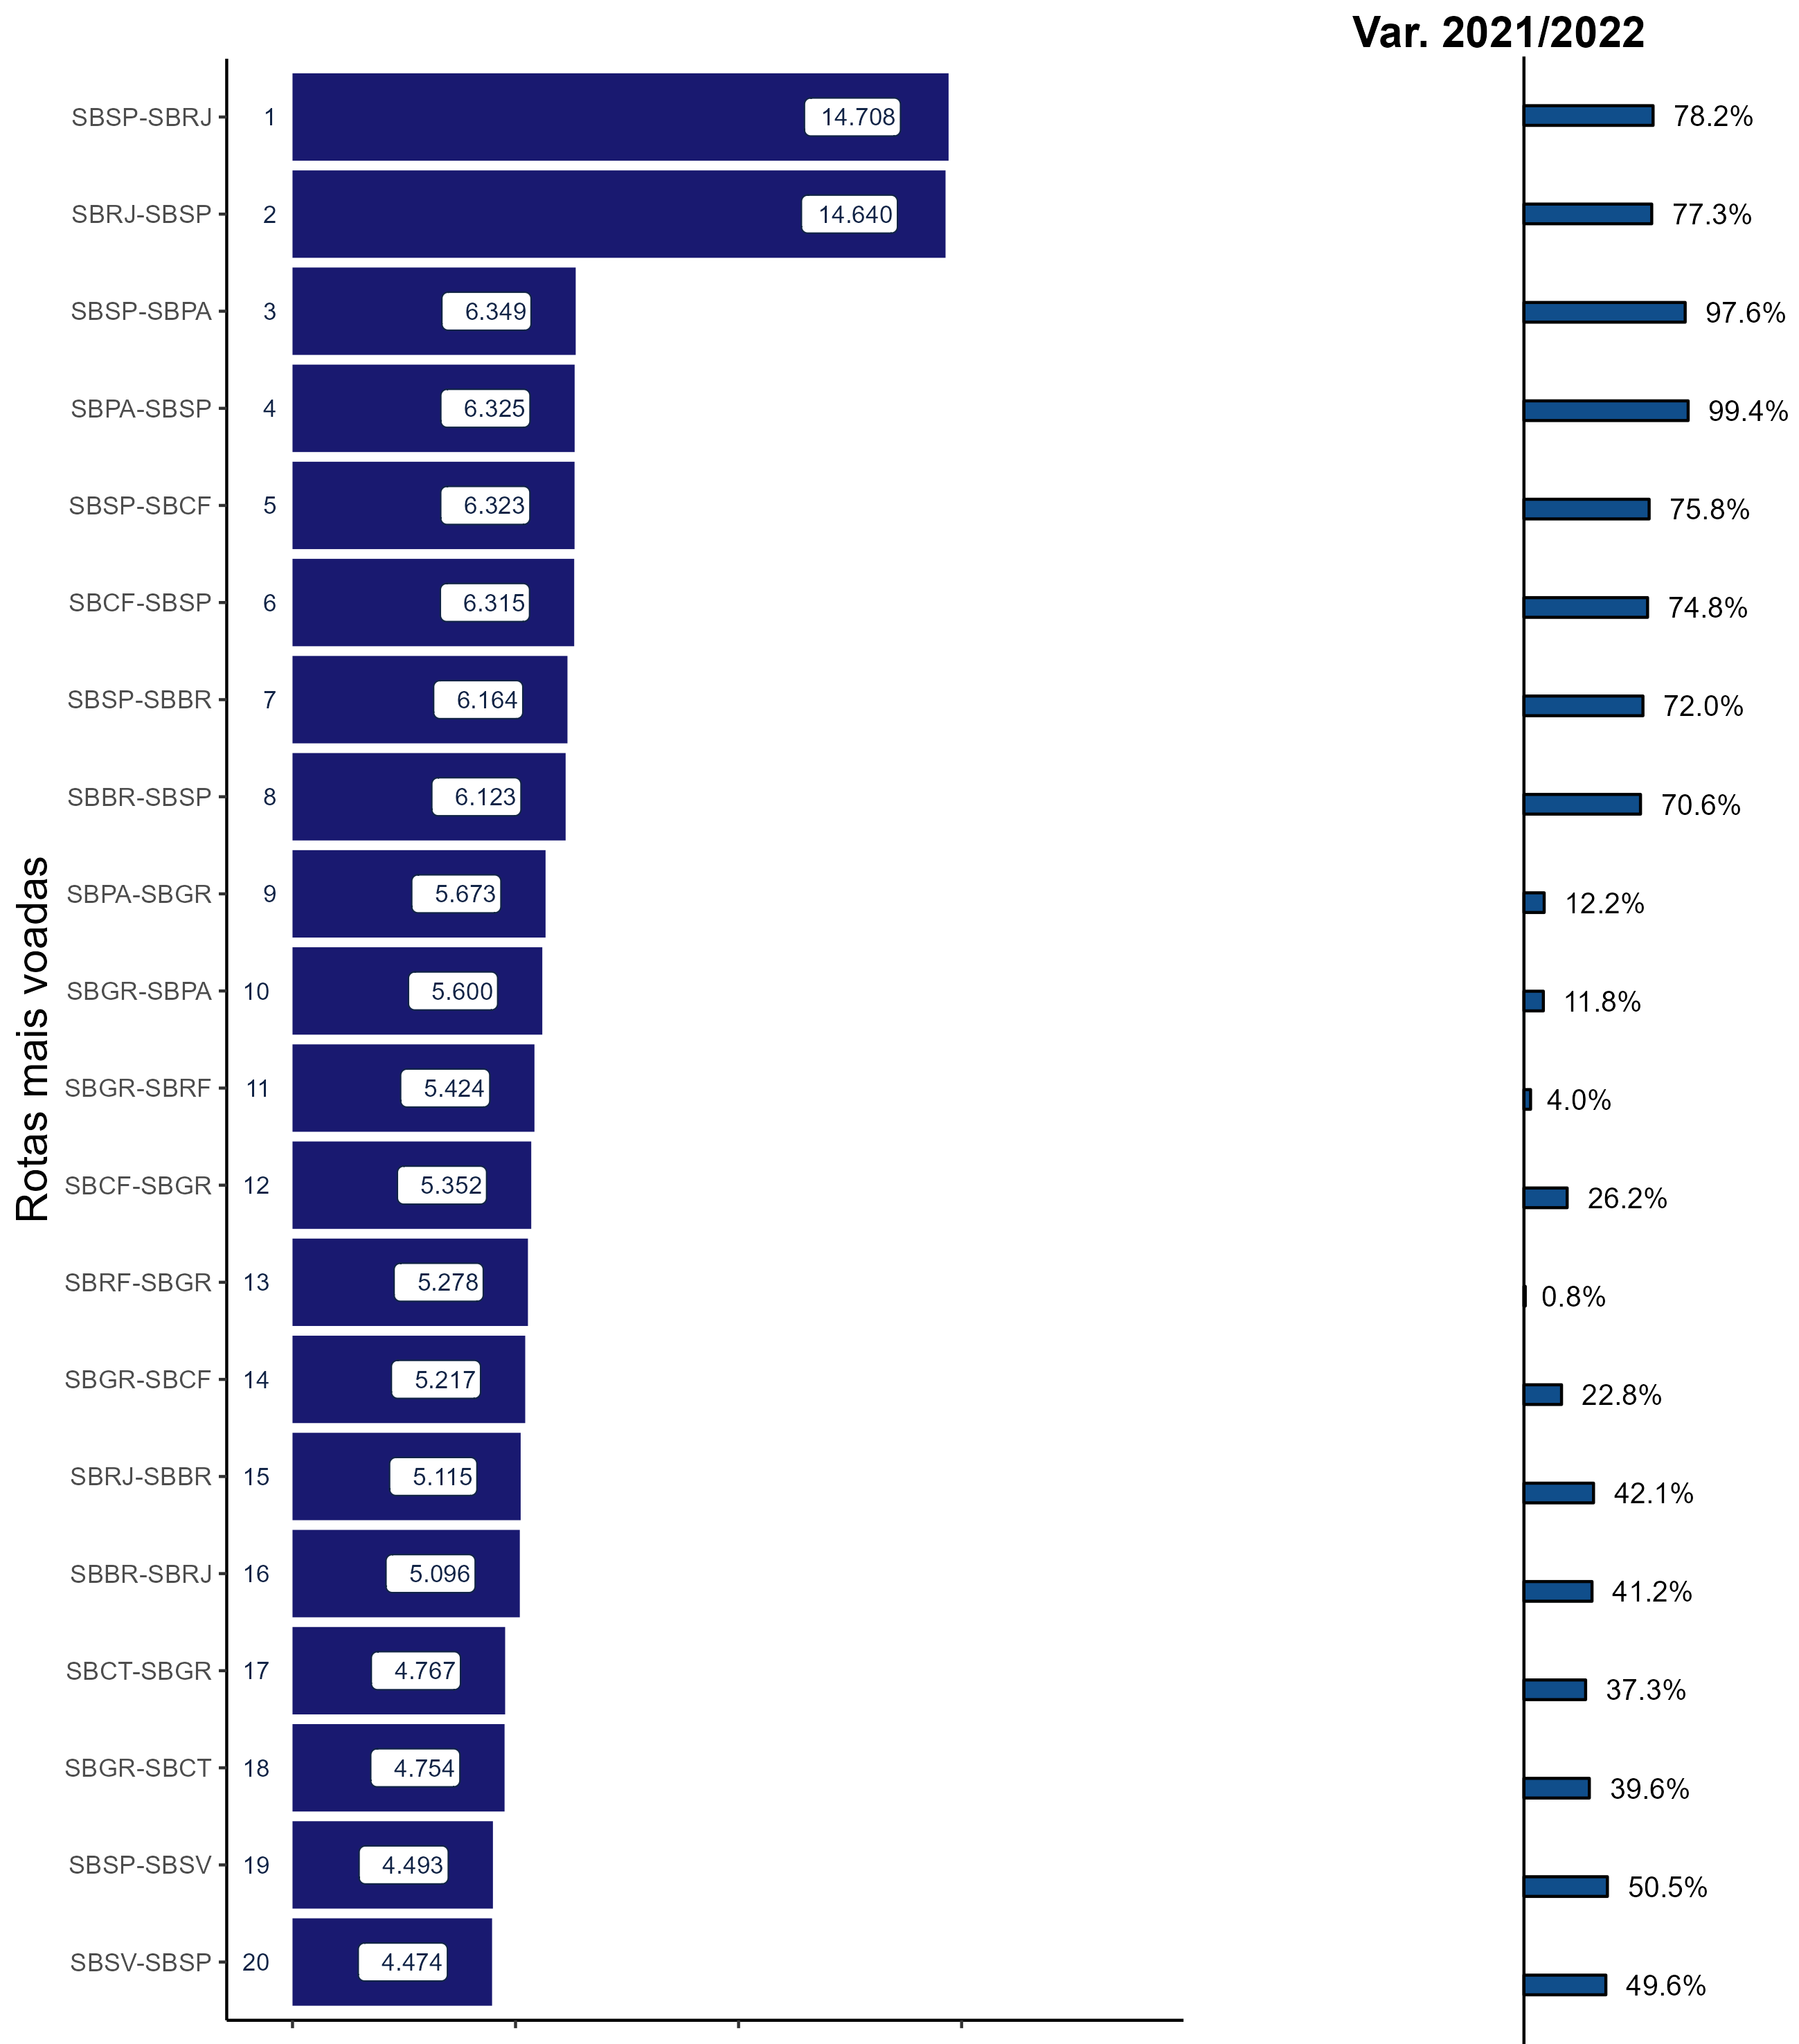 Var. 2021/2022
Rotas mais voadas
SBSP-SBRJ 1 14.708 78.2%
SBRJ-SBSP 2 14.640 77.3%
SBSP-SBPA 3 6.349 97.6%
SBPA-SBSP 4 6.325 99.4%
SBSP-SBCF 5 6.323 75.8%
SBCF-SBSP 6 6.315 74.8%
SBSP-SBBR 7 6.164 72.0%
SBBR-SBSP 8 6.123 70.6%
SBPA-SBGR 9 5.673 12.2%
SBGR-SBPA 10 5.600 11.8%
SBGR-SBRF 11 5.424 4.0%
SBCF-SBGR 12 5.352 26.2%
SBRF-SBGR 13 5.278 0.8%
SBGR-SBCF 14 5.217 22.8%
SBRJ-SBBR 15 5.115 42.1%
SBBR-SBRJ 16 5.096 41.2%
SBCT-SBGR 17 4.767 37.3%
SBGR-SBCT 18 4.754 39.6%
SBSP-SBSV 19 4.493 50.5%
SBSV-SBSP 20 4.474 49.6%